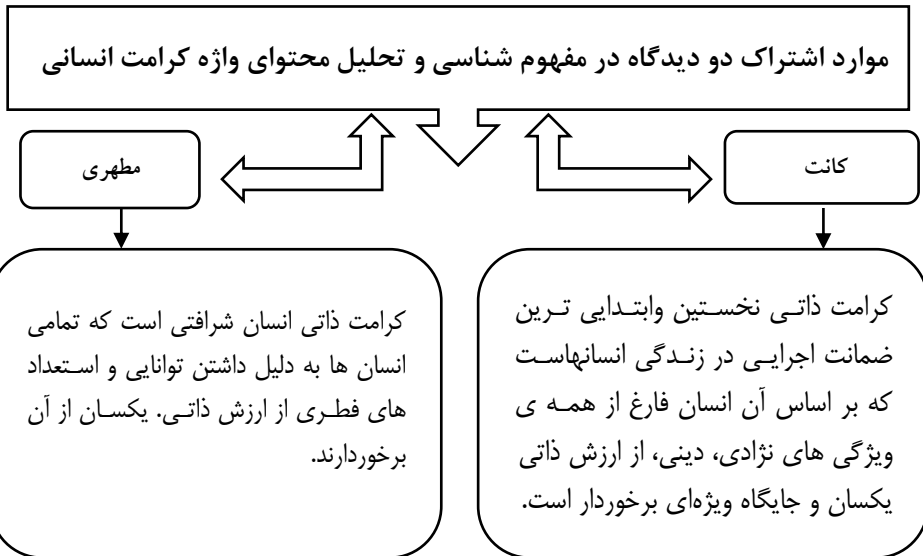 موارد اشتراک دو دیدگاه در مفهوم شناسی و تحلیل محتوای واژه کرامت انسانی
کانت
کرامت ذاتی نخستین وابتدایی ترین
ضمانت اجرایی در زندگی انسانهاست
که بر اساس آن انسان فارغ از همه ی
ویژگی های نژادی، دینی، از ارزش ذاتی
یکسان و جایگاه ویژه‌ای برخوردار است.
مطهری
کرامت ذاتی انسان شرافتی است که تمامی
انسان ها به دلیل داشتن توانایی و استعداد
های فطری از ارزش ذاتی. یکسان از آن
برخوردارند.